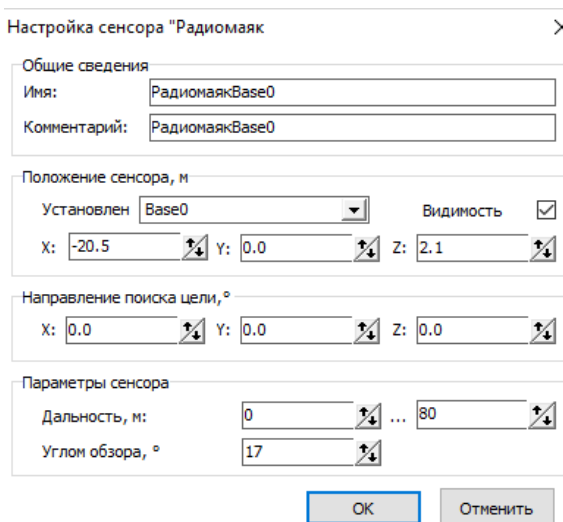 Настройка сенсора "Радиомаяк
Общие сведения
Имя: РадиомаякBase0
Комментарий: РадиомаякBase0
Положение сенсора, м
Установлен Base0 Видимость
X: -20.5 Y: 0.0 Z: 2.1
Направление поиска цели,°
X: 0.0 Y: 0.0 Z: 0.0
Параметры сенсора
Дальность, м: 0 ... 80
Углом обзора, ° 17
OK Отменить